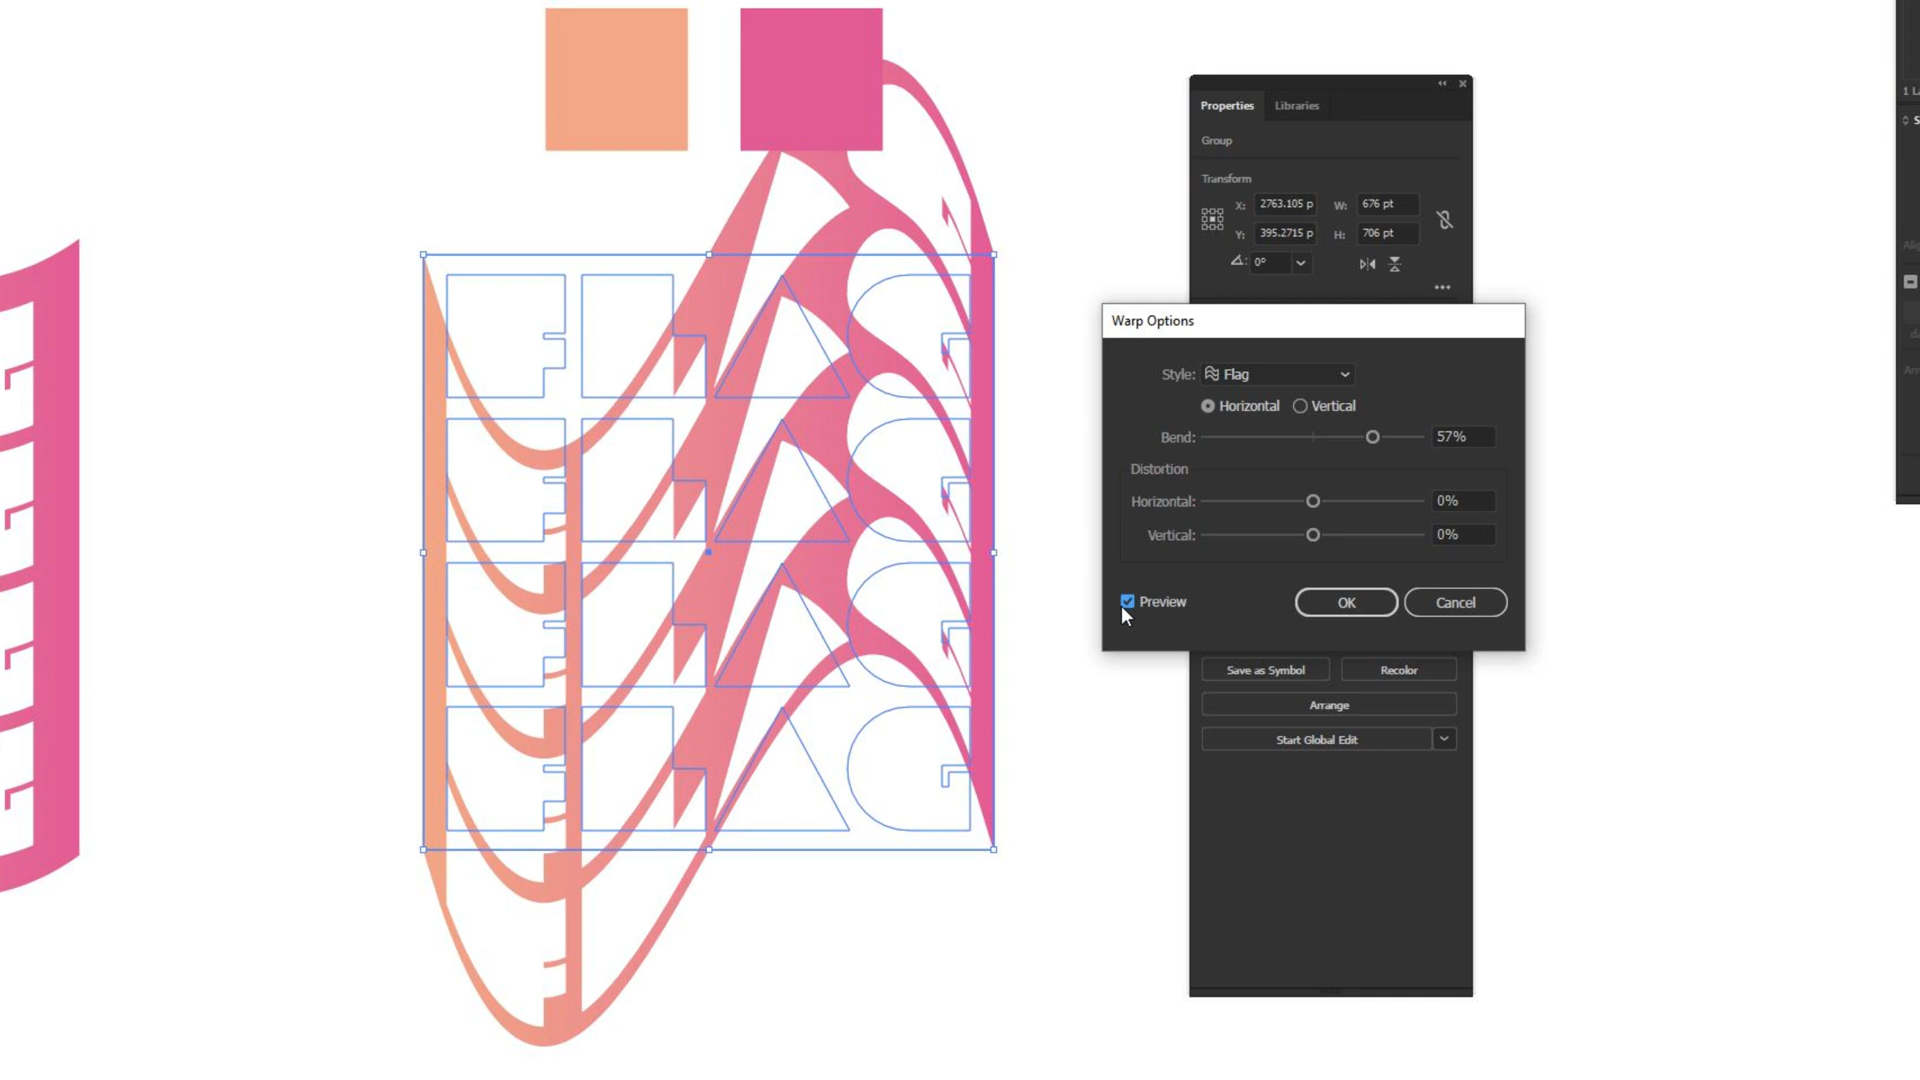 Properties
Libraries
Group
Transform
X: 2763.105 p W: 676 pt
Y: 395.2715 p H: 706 pt
0°
Warp Options
Style: Flag
Horizontal Vertical
Bend: 57%
Distortion
Horizontal: 0%
Vertical: 0%
Preview OK Cancel
Save as Symbol Recolor
Arrange
Start Global Edit